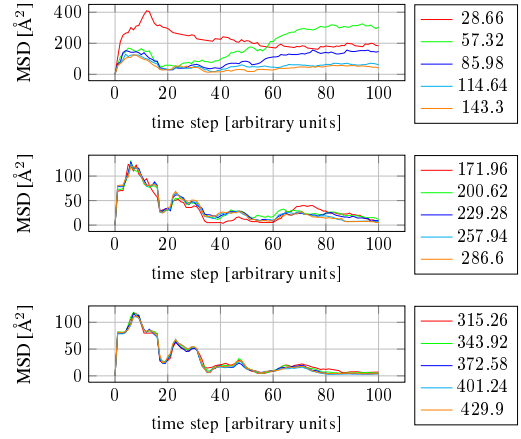 MSD [Å²]
400
200
0
0 20 40 60 80 100
time step [arbitrary units]
28.66
57.32
85.98
114.64
143.3
MSD [Å²]
100
50
0
0 20 40 60 80 100
time step [arbitrary units]
171.96
200.62
229.28
257.94
286.6
MSD [Å²]
100
50
0
0 20 40 60 80 100
time step [arbitrary units]
315.26
343.92
372.58
401.24
429.9